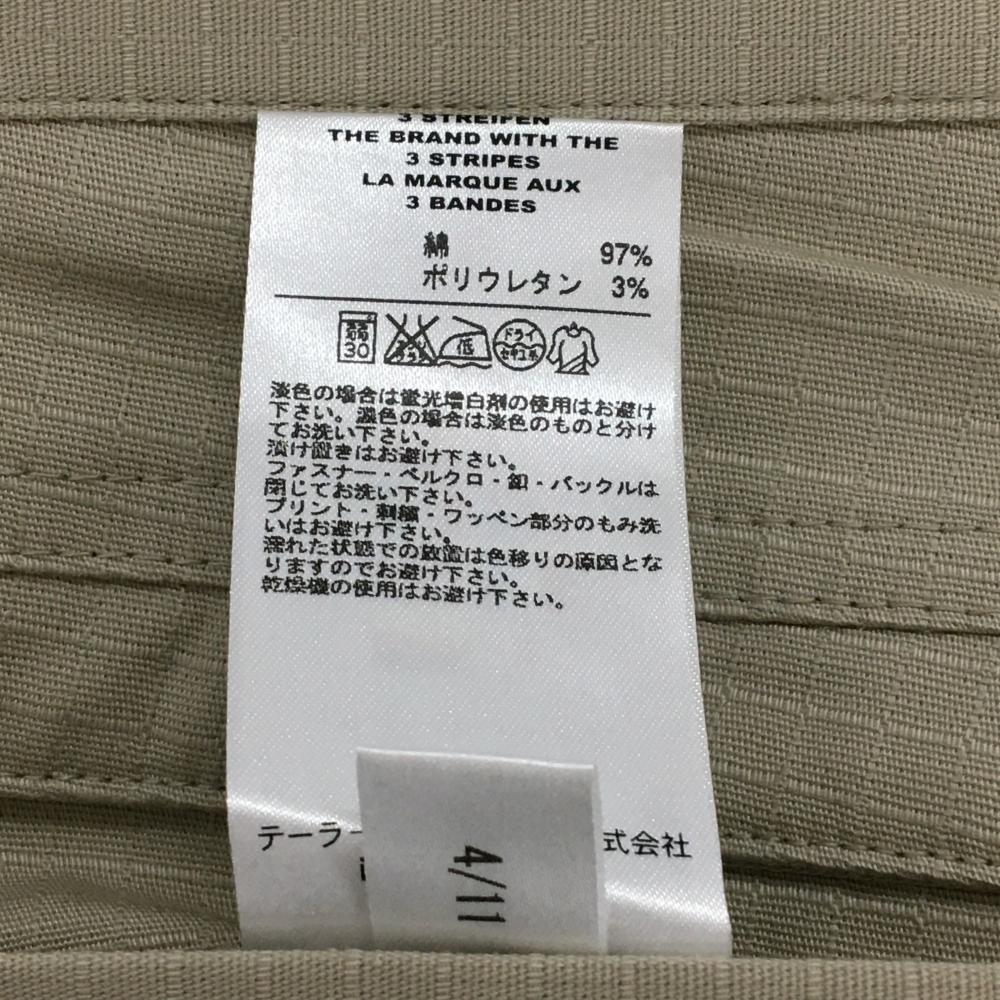 3 STREIFEN
THE BRAND WITH THE
3 STRIPES
LA MARQUE AUX
3 BANDES
綿 97%
ポリウレタン 3%
弱 30
低
ドライ
セキユ系
淡色の場合は蛍光増白剤の使用はお避け
下さい。濃色の場合は淡色のものと分け
てお洗い下さい。
漬け置きはお避け下さい。
ファスナー・ベルクロ・釦・バックルは
閉じてお洗い下さい。
プリント・刺繍・ワッペン部分のもみ洗
いはお避け下さい。
濡れた状態での放置は色移りの原因とな
りますのでお避け下さい。
乾燥機の使用はお避け下さい。
テーラー 式会社
4/11